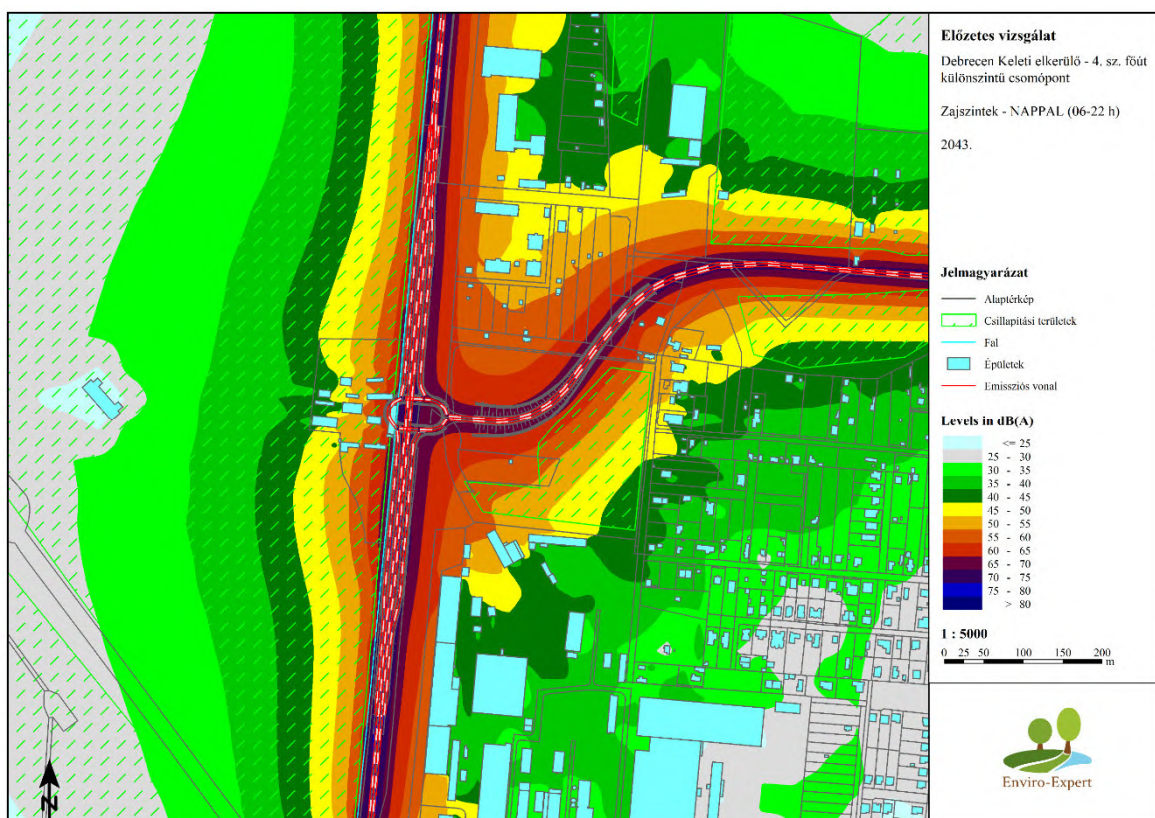 Előzetes vizsgálat
Debrecen Keleti elkerülő - 4. sz. főút
különszintű csomópont
Zajszintek - NAPPAL (06-22 h)
2043.
Jelmagyarázat
Alaptérkép
Csillapítási területek
Fal
Épületek
Emissziós vonal
Levels in dB(A)
<= 25
25 - 30
30 - 35
35 - 40
40 - 45
45 - 50
50 - 55
55 - 60
60 - 65
65 - 70
70 - 75
75 - 80
> 80
1 : 5000
0 25 50 100 150 200
m
Enviro-Expert
N